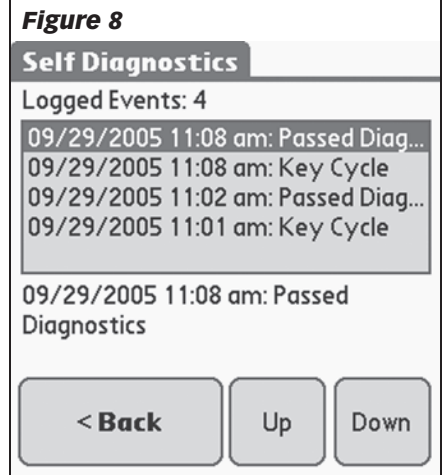 Figure 8
Self Diagnostics
Logged Events: 4
09/29/2005 11:08 am: Passed Diag...
09/29/2005 11:08 am: Key Cycle
09/29/2005 11:02 am: Passed Diag...
09/29/2005 11:01 am: Key Cycle
09/29/2005 11:08 am: Passed
Diagnostics
< Back Up Down